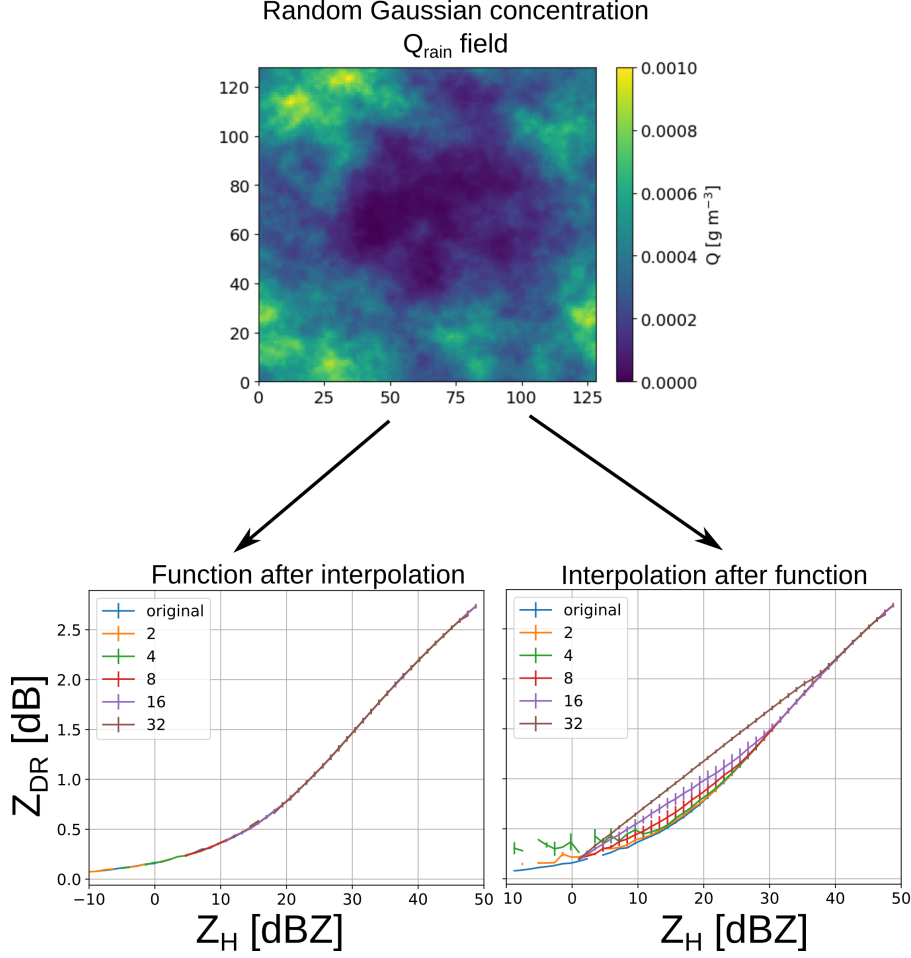 Random Gaussian concentration
Qrain field
120
100
80
60
40
20
0
0 25 50 75 100 125
0.0010
0.0008
0.0006
0.0004
0.0002
0.0000
Q [g m−3]
Function after interpolation
original
2
4
8
16
32
2.5
2.0
1.5
1.0
0.5
0.0
ZDR [dB]
−10 0 10 20 30 40 50
ZH [dBZ]
Interpolation after function
original
2
4
8
16
32
10 0 10 20 30 40 50
ZH [dBZ]